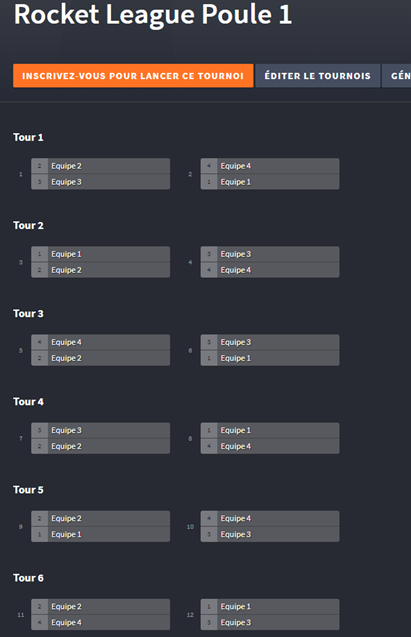 Rocket League Poule 1
INSCRIVEZ-VOUS POUR LANCER CE TOURNOI ÉDITER LE TOURNOIS GÉN
Tour 1
1 2 Equipe 2 2 4 Equipe 4
3 Equipe 3 1 Equipe 1
Tour 2
3 1 Equipe 1 4 3 Equipe 3
2 Equipe 2 4 Equipe 4
Tour 3
5 4 Equipe 4 6 3 Equipe 3
2 Equipe 2 1 Equipe 1
Tour 4
7 3 Equipe 3 8 1 Equipe 1
2 Equipe 2 4 Equipe 4
Tour 5
9 2 Equipe 2 10 4 Equipe 4
1 Equipe 1 3 Equipe 3
Tour 6
11 2 Equipe 2 12 1 Equipe 1
4 Equipe 4 3 Equipe 3